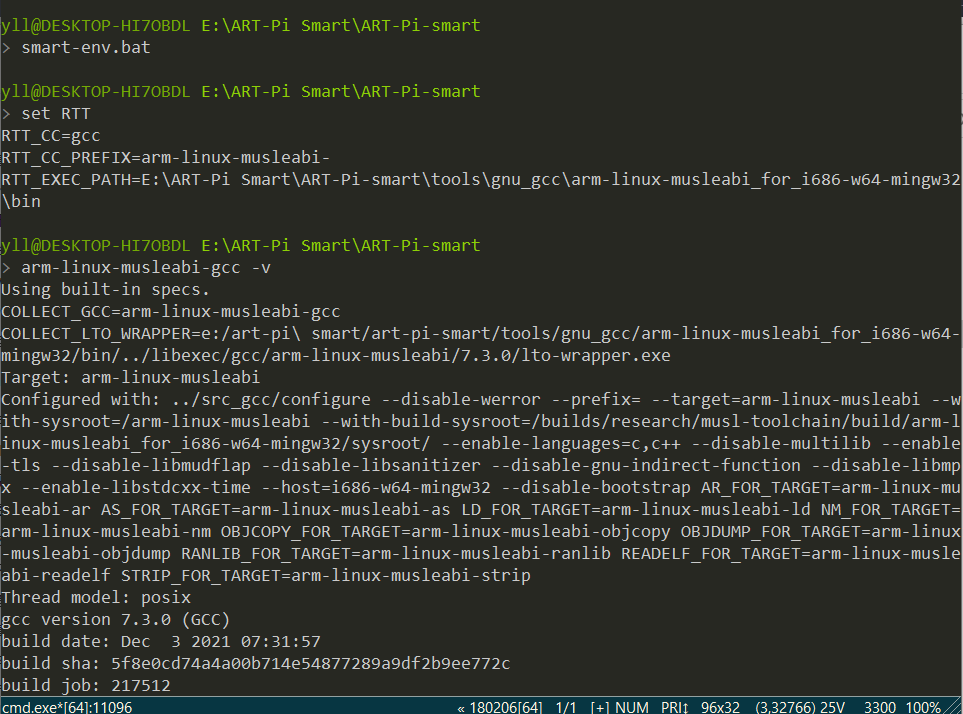 yll@DESKTOP-HI7OBDL E:\ART-Pi Smart\ART-Pi-smart
> smart-env.bat
yll@DESKTOP-HI7OBDL E:\ART-Pi Smart\ART-Pi-smart
> set RTT
RTT_CC=gcc
RTT_CC_PREFIX=arm-linux-musleabi-
RTT_EXEC_PATH=E:\ART-Pi Smart\ART-Pi-smart\tools\gnu_gcc\arm-linux-musleabi_for_i686-w64-mingw32
\bin
yll@DESKTOP-HI7OBDL E:\ART-Pi Smart\ART-Pi-smart
> arm-linux-musleabi-gcc -v
Using built-in specs.
COLLECT_GCC=arm-linux-musleabi-gcc
COLLECT_LTO_WRAPPER=e:/art-pi\ smart/art-pi-smart/tools/gnu_gcc/arm-linux-musleabi_for_i686-w64-
mingw32/bin/../libexec/gcc/arm-linux-musleabi/7.3.0/lto-wrapper.exe
Target: arm-linux-musleabi
Configured with: ../src_gcc/configure --disable-werror --prefix= --target=arm-linux-musleabi --w
ith-sysroot=/arm-linux-musleabi --with-build-sysroot=/builds/research/musl-toolchain/build/arm-l
inux-musleabi_for_i686-w64-mingw32/sysroot/ --enable-languages=c,c++ --disable-multilib --enable
-tls --disable-libmudflap --disable-libsanitizer --disable-gnu-indirect-function --disable-libmp
x --enable-libstdcxx-time --host=i686-w64-mingw32 --disable-bootstrap AR_FOR_TARGET=arm-linux-mu
sleabi-ar AS_FOR_TARGET=arm-linux-musleabi-as LD_FOR_TARGET=arm-linux-musleabi-ld NM_FOR_TARGET=
arm-linux-musleabi-nm OBJCOPY_FOR_TARGET=arm-linux-musleabi-objcopy OBJDUMP_FOR_TARGET=arm-linux
-musleabi-objdump RANLIB_FOR_TARGET=arm-linux-musleabi-ranlib READELF_FOR_TARGET=arm-linux-musle
abi-readelf STRIP_FOR_TARGET=arm-linux-musleabi-strip
Thread model: posix
gcc version 7.3.0 (GCC)
build date: Dec  3 2021 07:31:57
build sha: 5f8e0cd74a4a00b714e54877289a9df2b9ee772c
build job: 217512
cmd.exe*[64]:11096 « 180206[64] 1/1 [+] NUM PRI↕ 96x32 (3,32766) 25V 3300 100%